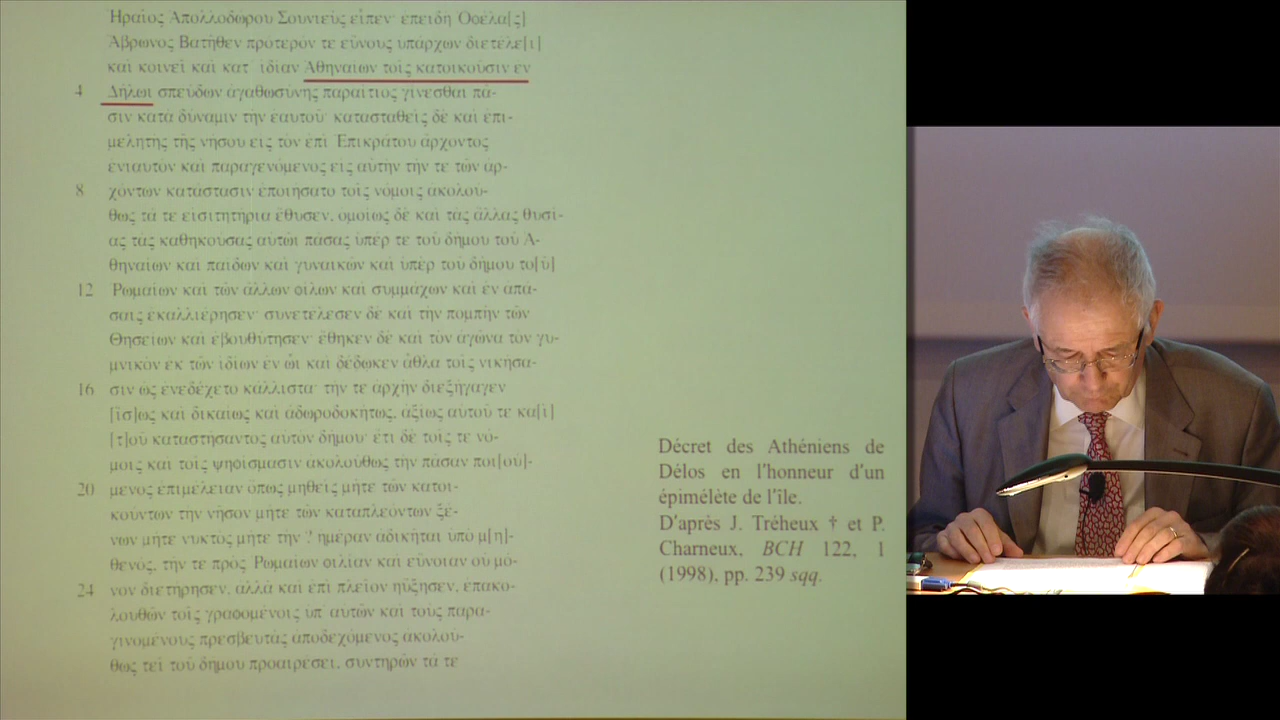 Ἡραῖος Ἀπολλοδώρου Σουνιεὺς εἶπεν· ἐπειδὴ Ὀφέλα[ς]
Ἅβρωνος Βατῆθεν πρότερόν τε εὔνους ὑπάρχων διετέλε[ι]
καὶ κοινεῖ καὶ κατ᾽ ἰδίαν Ἀθηναίων τοῖς κατοικοῦσιν ἐν
4 Δήλωι σπεύδων ἀγαθωσύνης παραίτιος γίνεσθαι πά-
σιν κατὰ δύναμιν τὴν ἑαυτοῦ· κατασταθεὶς δὲ καὶ ἐπι-
μελητὴς τῆς νήσου εἰς τὸν ἐπὶ Ἐπικράτου ἄρχοντος
ἐνιαυτὸν καὶ παραγενόμενος εἰς αὐτὴν τήν τε τῶν ἀρ-
8 χόντων κατάστασιν ἐποιήσατο τοῖς νόμοις ἀκολού-
θως τά τε εἰσιτητήρια ἔθυσεν, ὁμοίως δὲ καὶ τὰς ἄλλας θυσί-
ας τὰς καθηκούσας αὐτῶι πάσας ὑπέρ τε τοῦ δήμου τοῦ Ἀ-
θηναίων καὶ παίδων καὶ γυναικῶν καὶ ὑπὲρ τοῦ δήμου το[ῦ]
12 Ῥωμαίων καὶ τῶν ἄλλων φίλων καὶ συμμάχων καὶ ἐν ἁπά-
σαις ἐκαλλιέρησεν· συνετέλεσεν δὲ καὶ τὴν πομπὴν τῶν
Θησείων καὶ ἐβουθύτησεν· ἔθηκεν δὲ καὶ τὸν ἀγῶνα τὸν γυ-
μνικὸν ἐκ τῶν ἰδίων ἐν ὧι καὶ δέδωκεν ἆθλα τοῖς νικήσα-
16 σιν ὡς ἐνεδέχετο κάλλιστα· τήν τε ἀρχὴν διεξήγαγεν
[ἴσ]ως καὶ δικαίως καὶ ἀδωροδοκήτως, ἀξίως αὑτοῦ τε κα[ὶ]
[τ]οῦ καταστήσαντος αὐτὸν δήμου· ἔτι δὲ τοῖς τε νό-
μοις καὶ τοῖς ψηφίσμασιν ἀκολούθως τὴν πᾶσαν ποι[ού]-
20 μενος ἐπιμέλειαν ὅπως μηθεὶς μήτε τῶν κατοι-
κούντων τὴν νῆσον μήτε τῶν καταπλεόντων ξέ-
νων μήτε νυκτὸς μήτε τὴν ? ἡμέραν ἀδικῆται ὑπὸ μ[η]-
θενός, τήν τε πρὸς Ῥωμαίων φιλίαν καὶ εὔνοιαν οὐ μό-
24 νον διετήρησεν, ἀλλὰ καὶ ἐπὶ πλεῖον ηὔξησεν, ἐπακο-
λουθῶν τοῖς γραφομένοις ὑπ᾽ αὐτῶν καὶ τοὺς παρα-
γινομένους πρεσβευτὰς ἀποδεχόμενος ἀκολού-
θως τεῖ τοῦ δήμου προαιρέσει, συντηρῶν τά τε
Décret des Athéniens de
Délos en l'honneur d'un
épimélète de l'île.
D'après J. Tréheux † et P.
Charneux, BCH 122, 1
(1998), pp. 239 sqq.